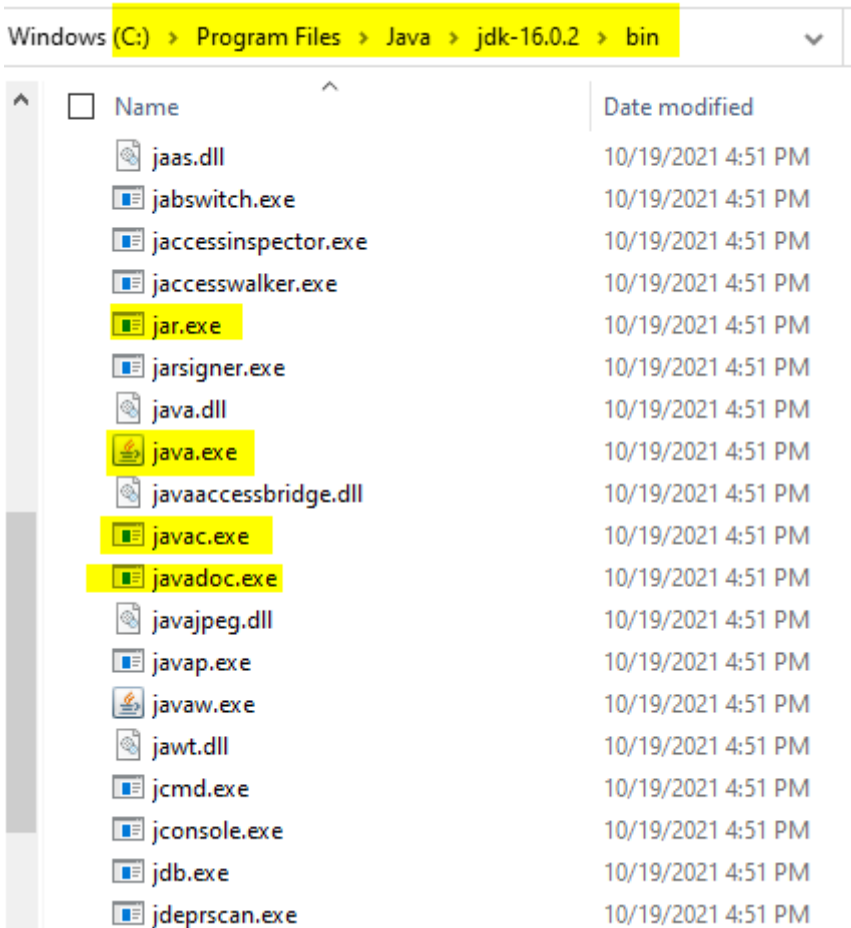 Windows (C:) > Program Files > Java > jdk-16.0.2 > bin
Name Date modified
jaas.dll 10/19/2021 4:51 PM
jabswitch.exe 10/19/2021 4:51 PM
jaccessinspector.exe 10/19/2021 4:51 PM
jaccesswalker.exe 10/19/2021 4:51 PM
jar.exe 10/19/2021 4:51 PM
jarsigner.exe 10/19/2021 4:51 PM
java.dll 10/19/2021 4:51 PM
java.exe 10/19/2021 4:51 PM
javaaccessbridge.dll 10/19/2021 4:51 PM
javac.exe 10/19/2021 4:51 PM
javadoc.exe 10/19/2021 4:51 PM
javajpeg.dll 10/19/2021 4:51 PM
javap.exe 10/19/2021 4:51 PM
javaw.exe 10/19/2021 4:51 PM
jawt.dll 10/19/2021 4:51 PM
jcmd.exe 10/19/2021 4:51 PM
jconsole.exe 10/19/2021 4:51 PM
jdb.exe 10/19/2021 4:51 PM
jdeprscan.exe 10/19/2021 4:51 PM